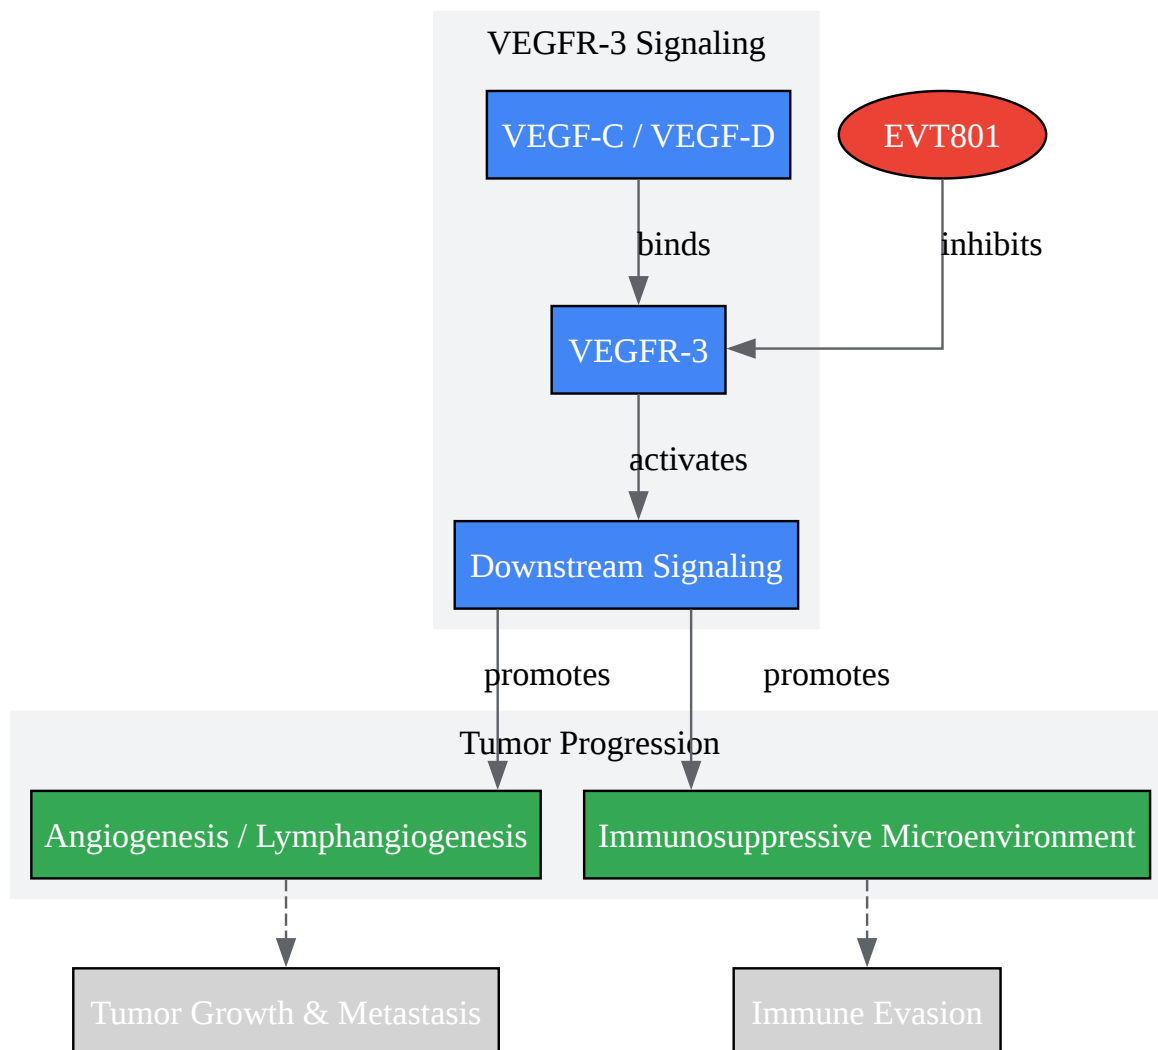 VEGFR-3 Signaling
VEGF-C / VEGF-D
EVT801
binds
inhibits
VEGFR-3
activates
Downstream Signaling
promotes
promotes
Tumor Progression
Angiogenesis / Lymphangiogenesis
Immunosuppressive Microenvironment
Tumor Growth & Metastasis
Immune Evasion